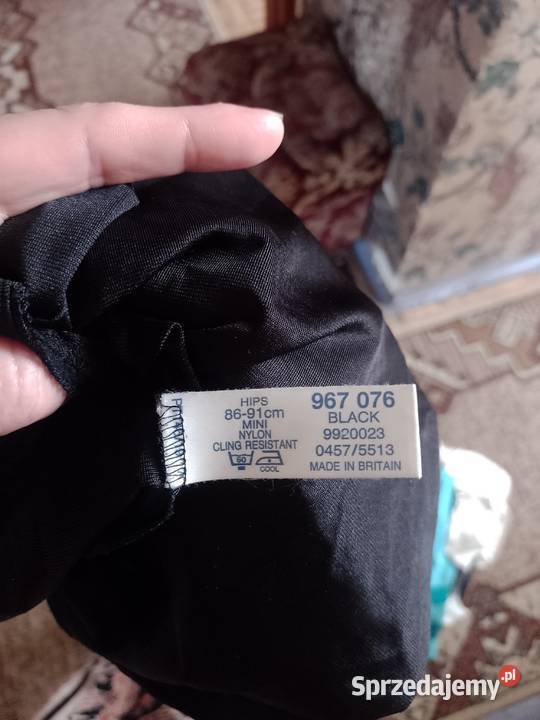 HIPS
86-91cm
MINI
NYLON
CLING RESISTANT
50
COOL
967 076
BLACK
9920023
0457/5513
MADE IN BRITAIN
Sprzedajemy.pl